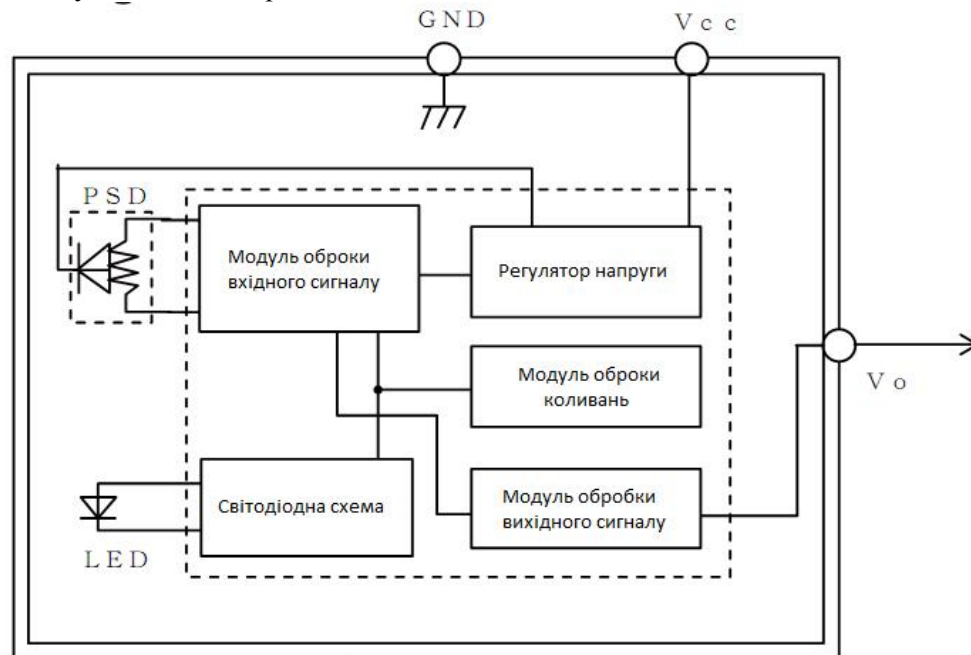 GND
Vcc
PSD
Модуль оброки
вхідного сигналу
Регулятор напруги
Модуль оброки
коливань
Vo
Світодіодна схема
Модуль обробки
вихідного сигналу
LED